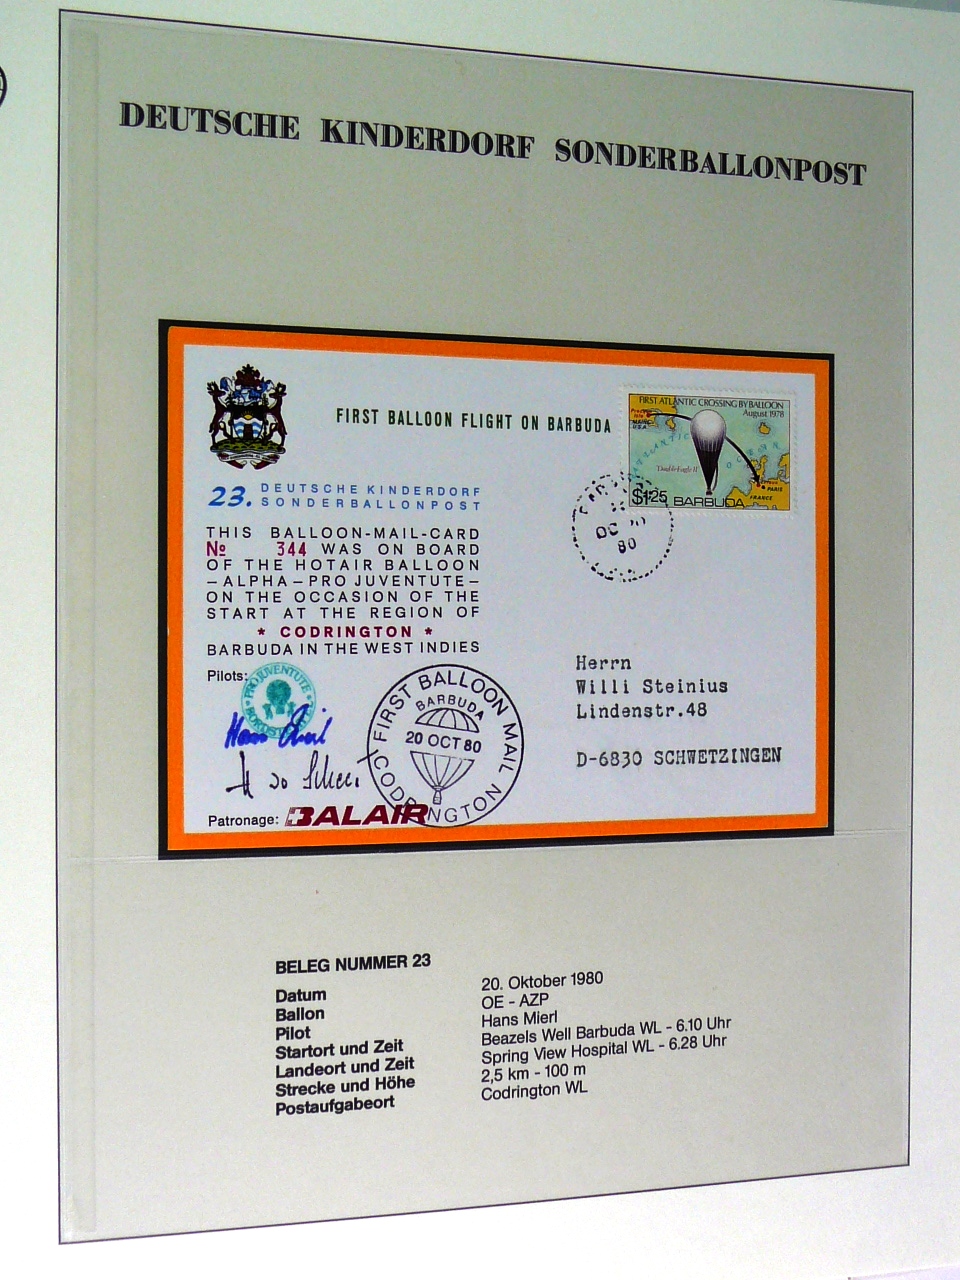 DEUTSCHE KINDERDORF SONDERBALLONPOST
FIRST BALLOON FLIGHT ON BARBUDA
FIRST ATLANTIC CROSSING BY BALLOON
August 1978
MAINE
U.S.A.
ATLANTIC
OCEAN
"Double Eagle II"
PARIS
FRANCE
$1.25 BARBUDA
80
23. DEUTSCHE KINDERDORF
SONDERBALLONPOST
THIS BALLOON-MAIL-CARD
№ 344 WAS ON BOARD
OF THE HOTAIR BALLOON
–ALPHA–PRO JUVENTUTE–
ON THE OCCASION OF THE
START AT THE REGION OF
* CODRINGTON *
BARBUDA IN THE WEST INDIES
Pilots:
PRO JUVENTUTE
FIRST BALLOON MAIL
BARBUDA
20 OCT 80
CODRINGTON
Patronage: BALAIR
Herrn
Willi Steinius
Lindenstr.48
D-6830 SCHWETZINGEN
BELEG NUMMER 23
Datum 20. Oktober 1980
Ballon OE - AZP
Pilot Hans Mierl
Startort und Zeit Beazels Well Barbuda WL - 6.10 Uhr
Landeort und Zeit Spring View Hospital WL - 6.28 Uhr
Strecke und Höhe 2,5 km - 100 m
Postaufgabeort Codrington WL